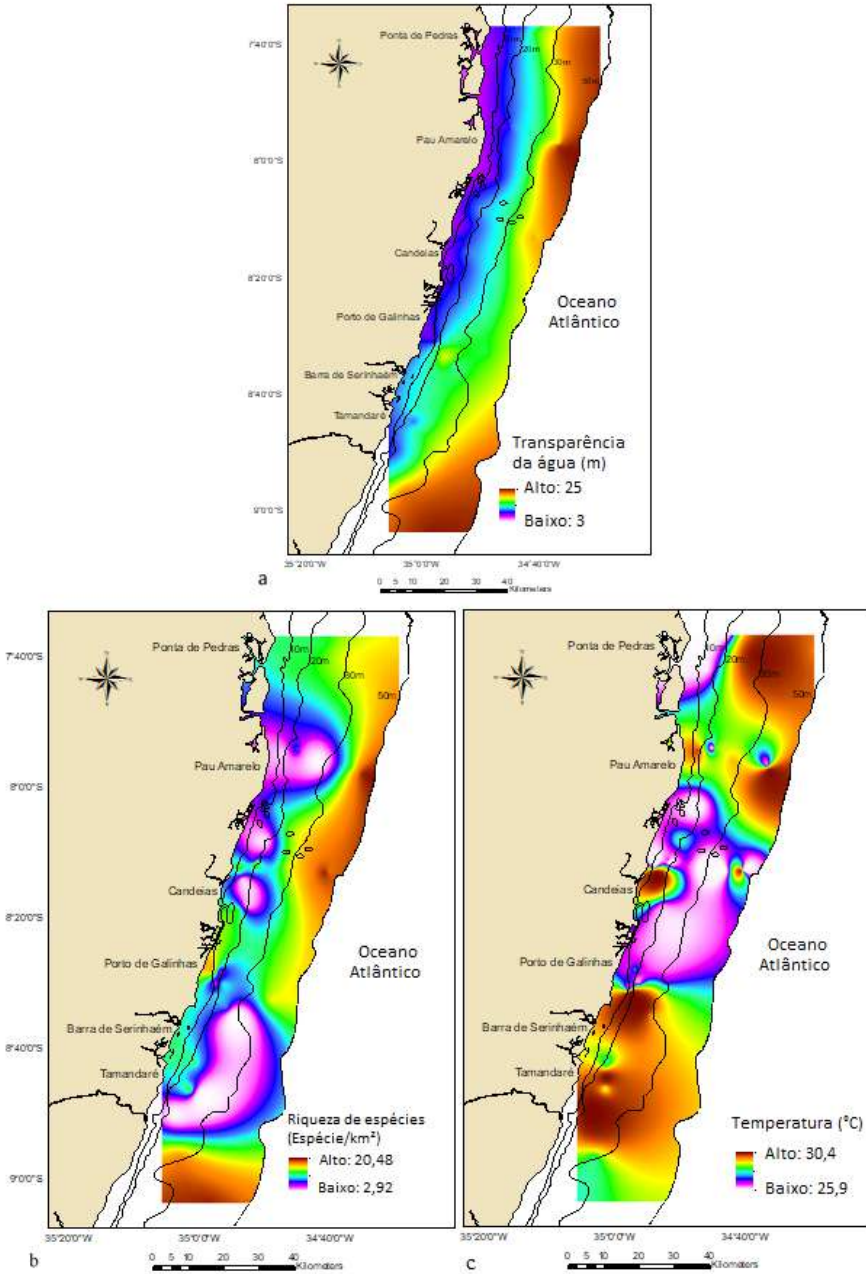 Ponta de Pedras
7°40'0"S
20m
30m
50m
Pau Amarelo
8°0'0"S
Candeias
8°20'0"S
Porto de Galinhas
Oceano
Atlântico
Barra de Serinhaém
8°40'0"S
Tamandaré
Transparência
da água (m)
Alto: 25
Baixo: 3
9°0'0"S
35°20'0"W
35°0'0"W
34°40'0"W
a
0 5 10 20 30 40
Kilometers
Ponta de Pedras
7°40'0"S
10m
20m
30m
50m
Pau Amarelo
8°0'0"S
Candeias
8°20'0"S
Porto de Galinhas
Oceano
Atlântico
Barra de Serinhaém
8°40'0"S
Tamandaré
Riqueza de espécies
(Espécie/km²)
Alto: 20,48
Baixo: 2,92
9°0'0"S
35°20'0"W
35°0'0"W
34°40'0"W
b
0 5 10 20 30 40
Kilometers
Ponta de Pedras
10m
20m
50m
Pau Amarelo
Candeias
Porto de Galinhas
Oceano
Atlântico
Barra de Serinhaém
Tamandaré
Temperatura (°C)
Alto: 30,4
Baixo: 25,9
35°20'0"W
35°0'0"W
34°40'0"W
c
0 5 10 20 30 40
Kilometers